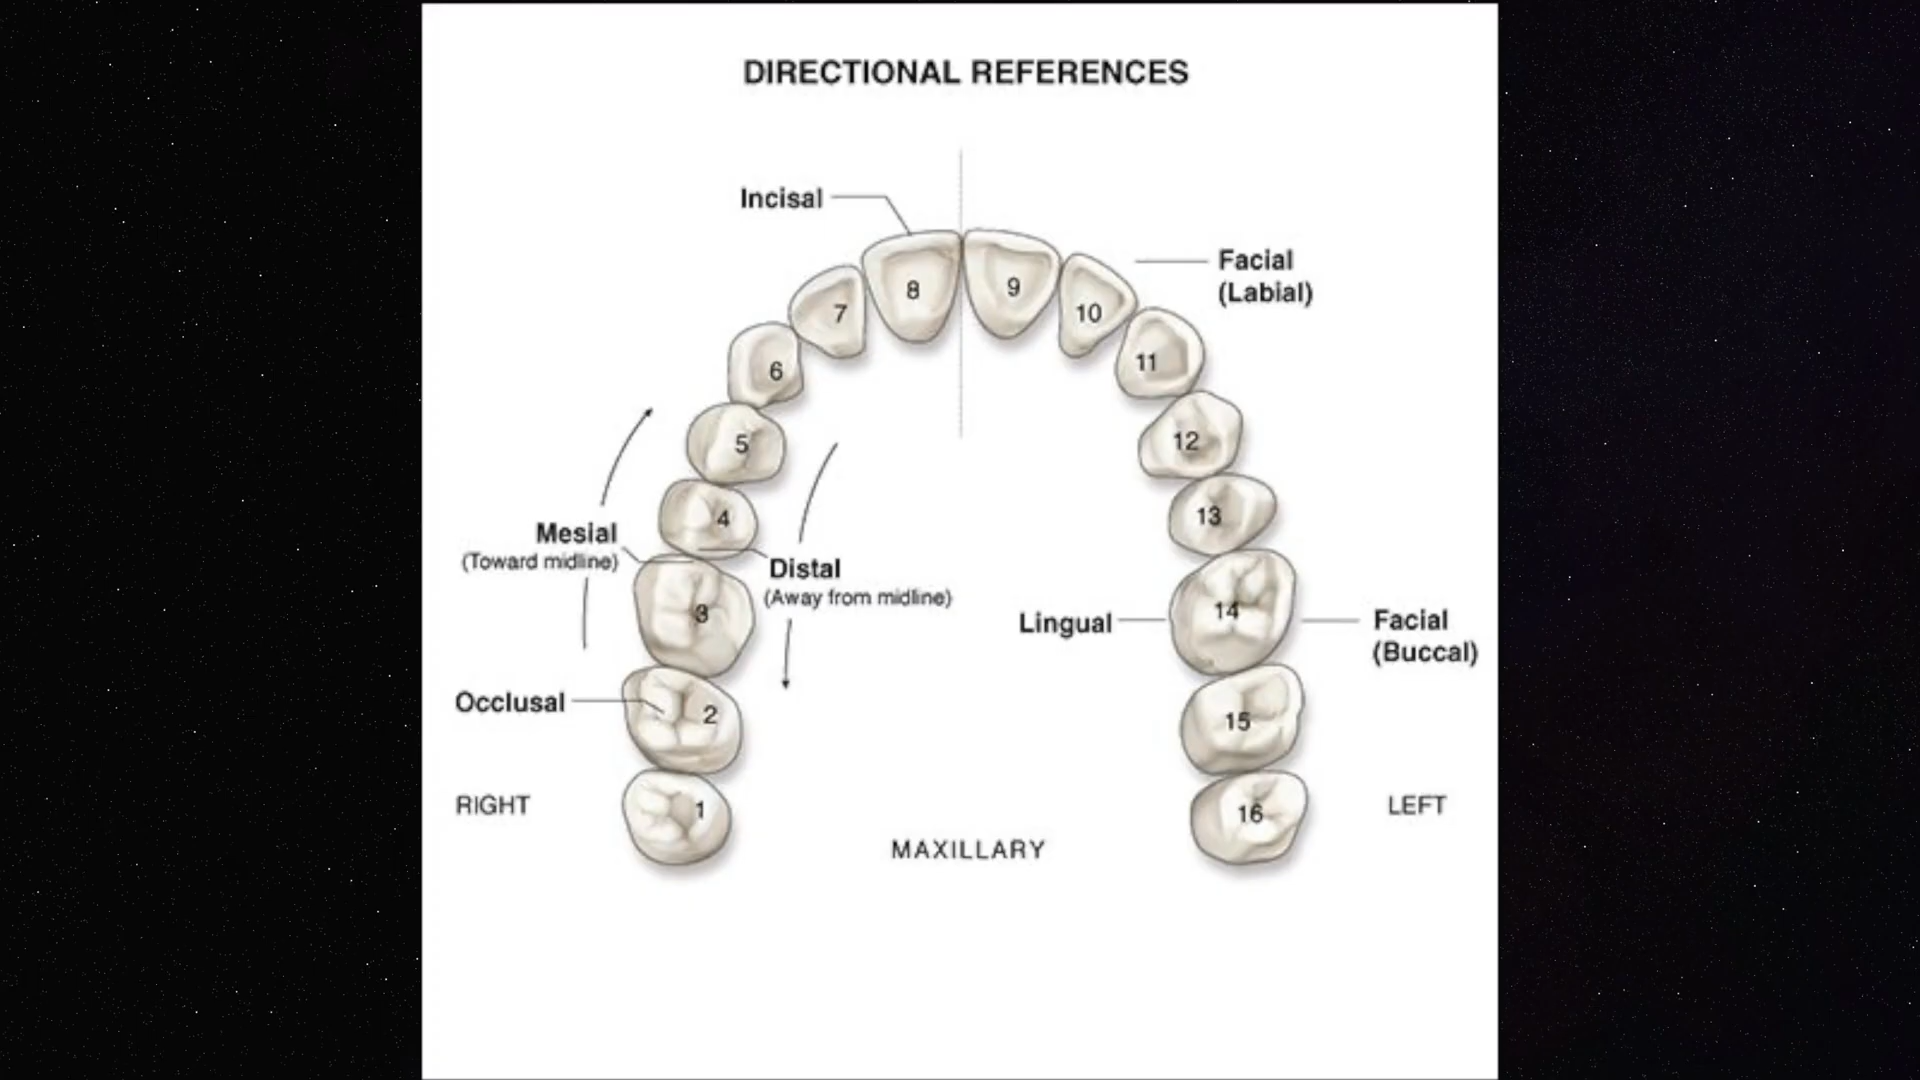 DIRECTIONAL REFERENCES
Incisal
Facial
(Labial)
8
9
7
10
6
11
5
12
4
13
Mesial
(Toward midline)
Distal
(Away from midline)
3
14
Lingual
Facial
(Buccal)
Occlusal
2
15
RIGHT
1
16
LEFT
MAXILLARY